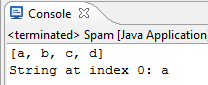 Console
<terminated> Spam [Java Application
[a, b, c, d]
String at index 0: a